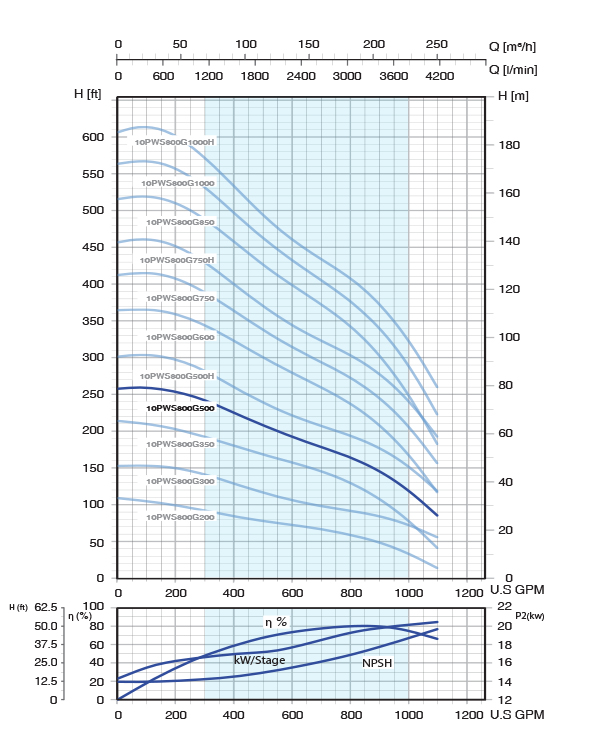 0 50 100 150 200 250 Q [m³/h]
Q [l/min]
0 600 1200 1800 2400 3000 3600 4200
H [ft] H [m]
600 180
10PWS800G1000H
550 160
10PWS800G1000
500
10PWS800G850
450 140
10PWS800G750H
400 120
10PWS800G750
350
10PWS800G600 100
300
10PWS800G500H
250 80
10PWS800G500
200 60
10PWS800G350
150
10PWS800G300 40
100
10PWS800G200 20
50
0 0
0 200 400 600 800 1000 1200 U.S GPM
H (ft) 62.5 η (%) 100 22 P2(kw)
50.0 80 η % 20
37.5 60 18
25.0 40 kW/Stage NPSH 16
12.5 20 14
0 0 12
0 200 400 600 800 1000 1200 U.S GPM